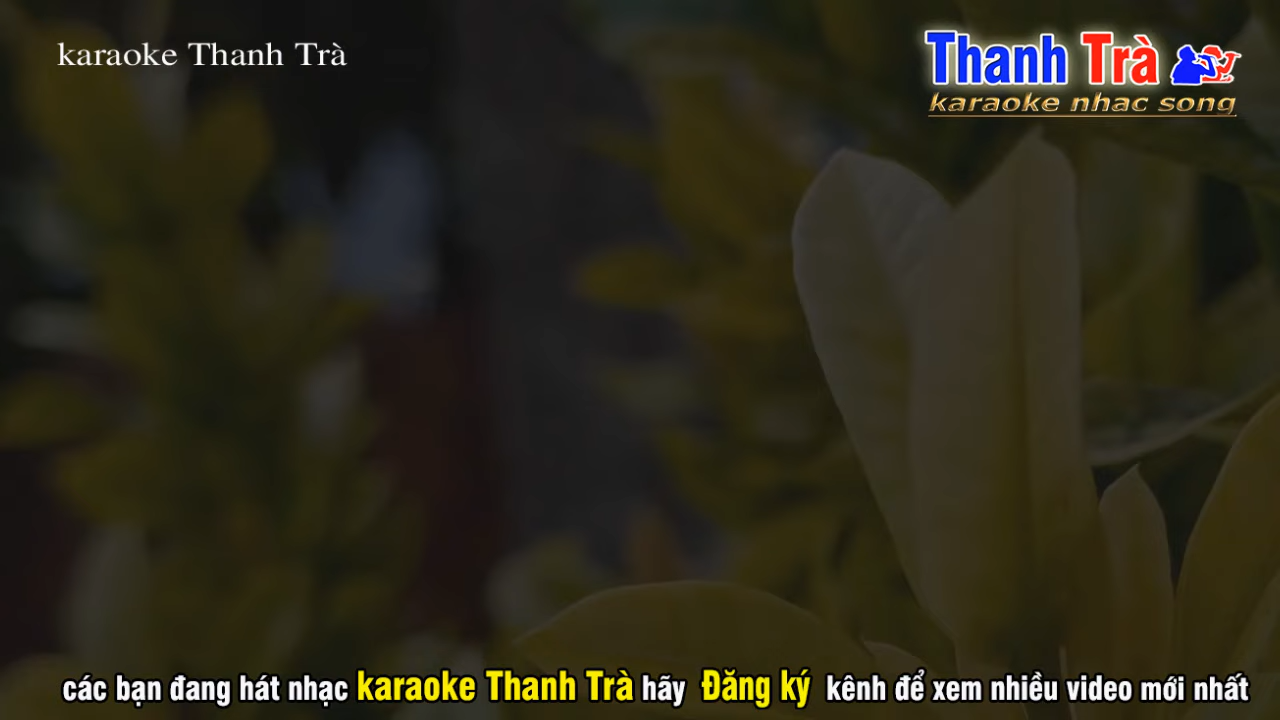 karaoke Thanh Trà
Thanh Trà
karaoke nhac song
các bạn đang hát nhạc karaoke Thanh Trà hãy Đăng ký kênh để xem nhiều video mới nhất